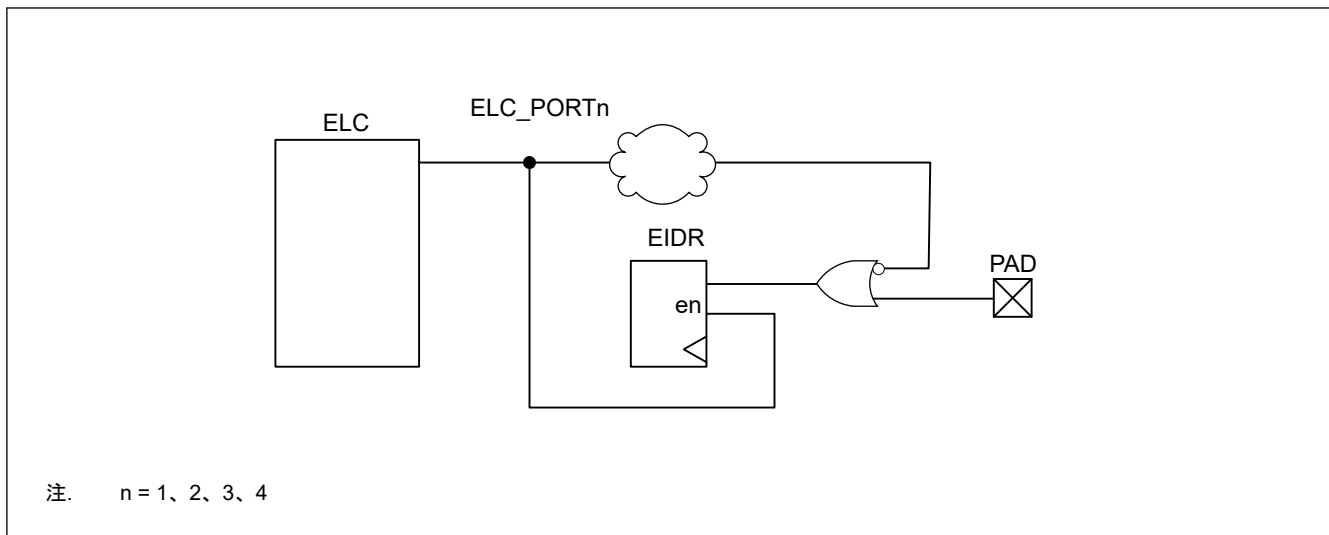 ELC_PORTn
ELC
EIDR
PAD
en
注. n = 1、2、3、4